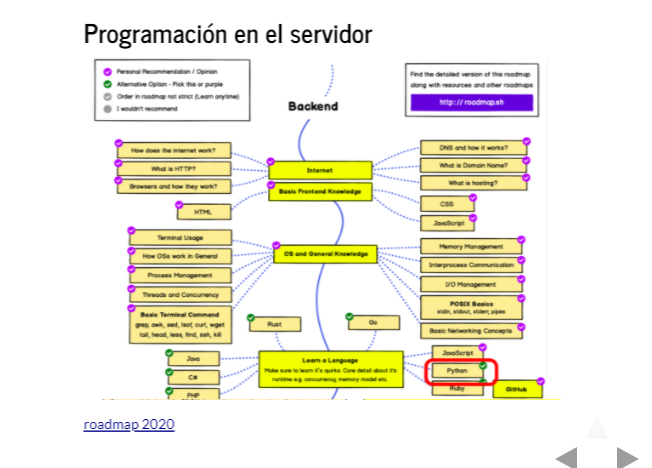 Programación en el servidor
Personal Recommendation / Opinion
Alternative Option - Pick this or purple
Order in roadmap not strict (Learn anytime)
I wouldn't recommend
Find the detailed version of this roadmap
along with resources and other roadmaps
http://roadmap.sh
Backend
How does the internet work?
What is HTTP?
Browsers and how they work?
HTML
Internet
Basic Frontend Knowledge
DNS and how it works?
What is Domain Name?
What is hosting?
CSS
JavaScript
Terminal Usage
How OSs work in General
Process Management
Threads and Concurrency
Basic Terminal Command
grep, awk, sed, lsof, curl, wget
tail, head, less, find, ssh, kill
OS and General Knowledge
Memory Management
Interprocess Communication
I/O Management
POSIX Basics
stdin, stdout, stderr, pipes
Basic Networking Concepts
Rust
Go
Java
C#
PHP
Learn a Language
Make sure to learn it's quirks. Core detail about it's
runtime e.g. concurrency, memory model etc.
JavaScript
Python
Ruby
GitHub
roadmap 2020